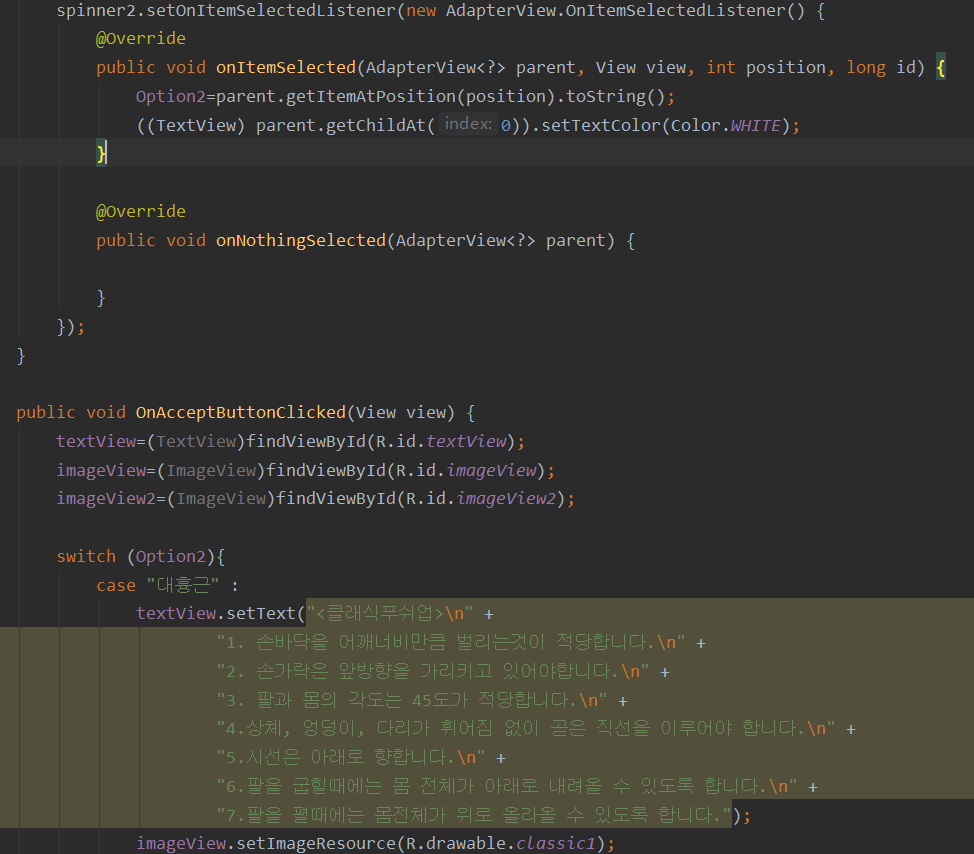 spinner2.setOnItemSelectedListener(new AdapterView.OnItemSelectedListener() {
@Override
public void onItemSelected(AdapterView<?> parent, View view, int position, long id) {
Option2=parent.getItemAtPosition(position).toString();
((TextView) parent.getChildAt( index: 0)).setTextColor(Color.WHITE);
}
@Override
public void onNothingSelected(AdapterView<?> parent) {
}
});
}
public void OnAcceptButtonClicked(View view) {
textView=(TextView)findViewById(R.id.textView);
imageView=(ImageView)findViewById(R.id.imageView);
imageView2=(ImageView)findViewById(R.id.imageView2);
switch (Option2){
case "대흉근" :
textView.setText("<클래식푸쉬업>\n" +
"1. 손바닥을 어깨너비만큼 벌리는것이 적당합니다.\n" +
"2. 손가락은 앞방향을 가리키고 있어야합니다.\n" +
"3. 팔과 몸의 각도는 45도가 적당합니다.\n" +
"4.상체, 엉덩이, 다리가 휘어짐 없이 곧은 직선을 이루어야 합니다.\n" +
"5.시선은 아래로 향합니다.\n" +
"6.팔을 굽힐때에는 몸 전체가 아래로 내려올 수 있도록 합니다.\n" +
"7.팔을 펼때에는 몸전체가 위로 올라올 수 있도록 합니다.");
imageView.setImageResource(R.drawable.classic1);